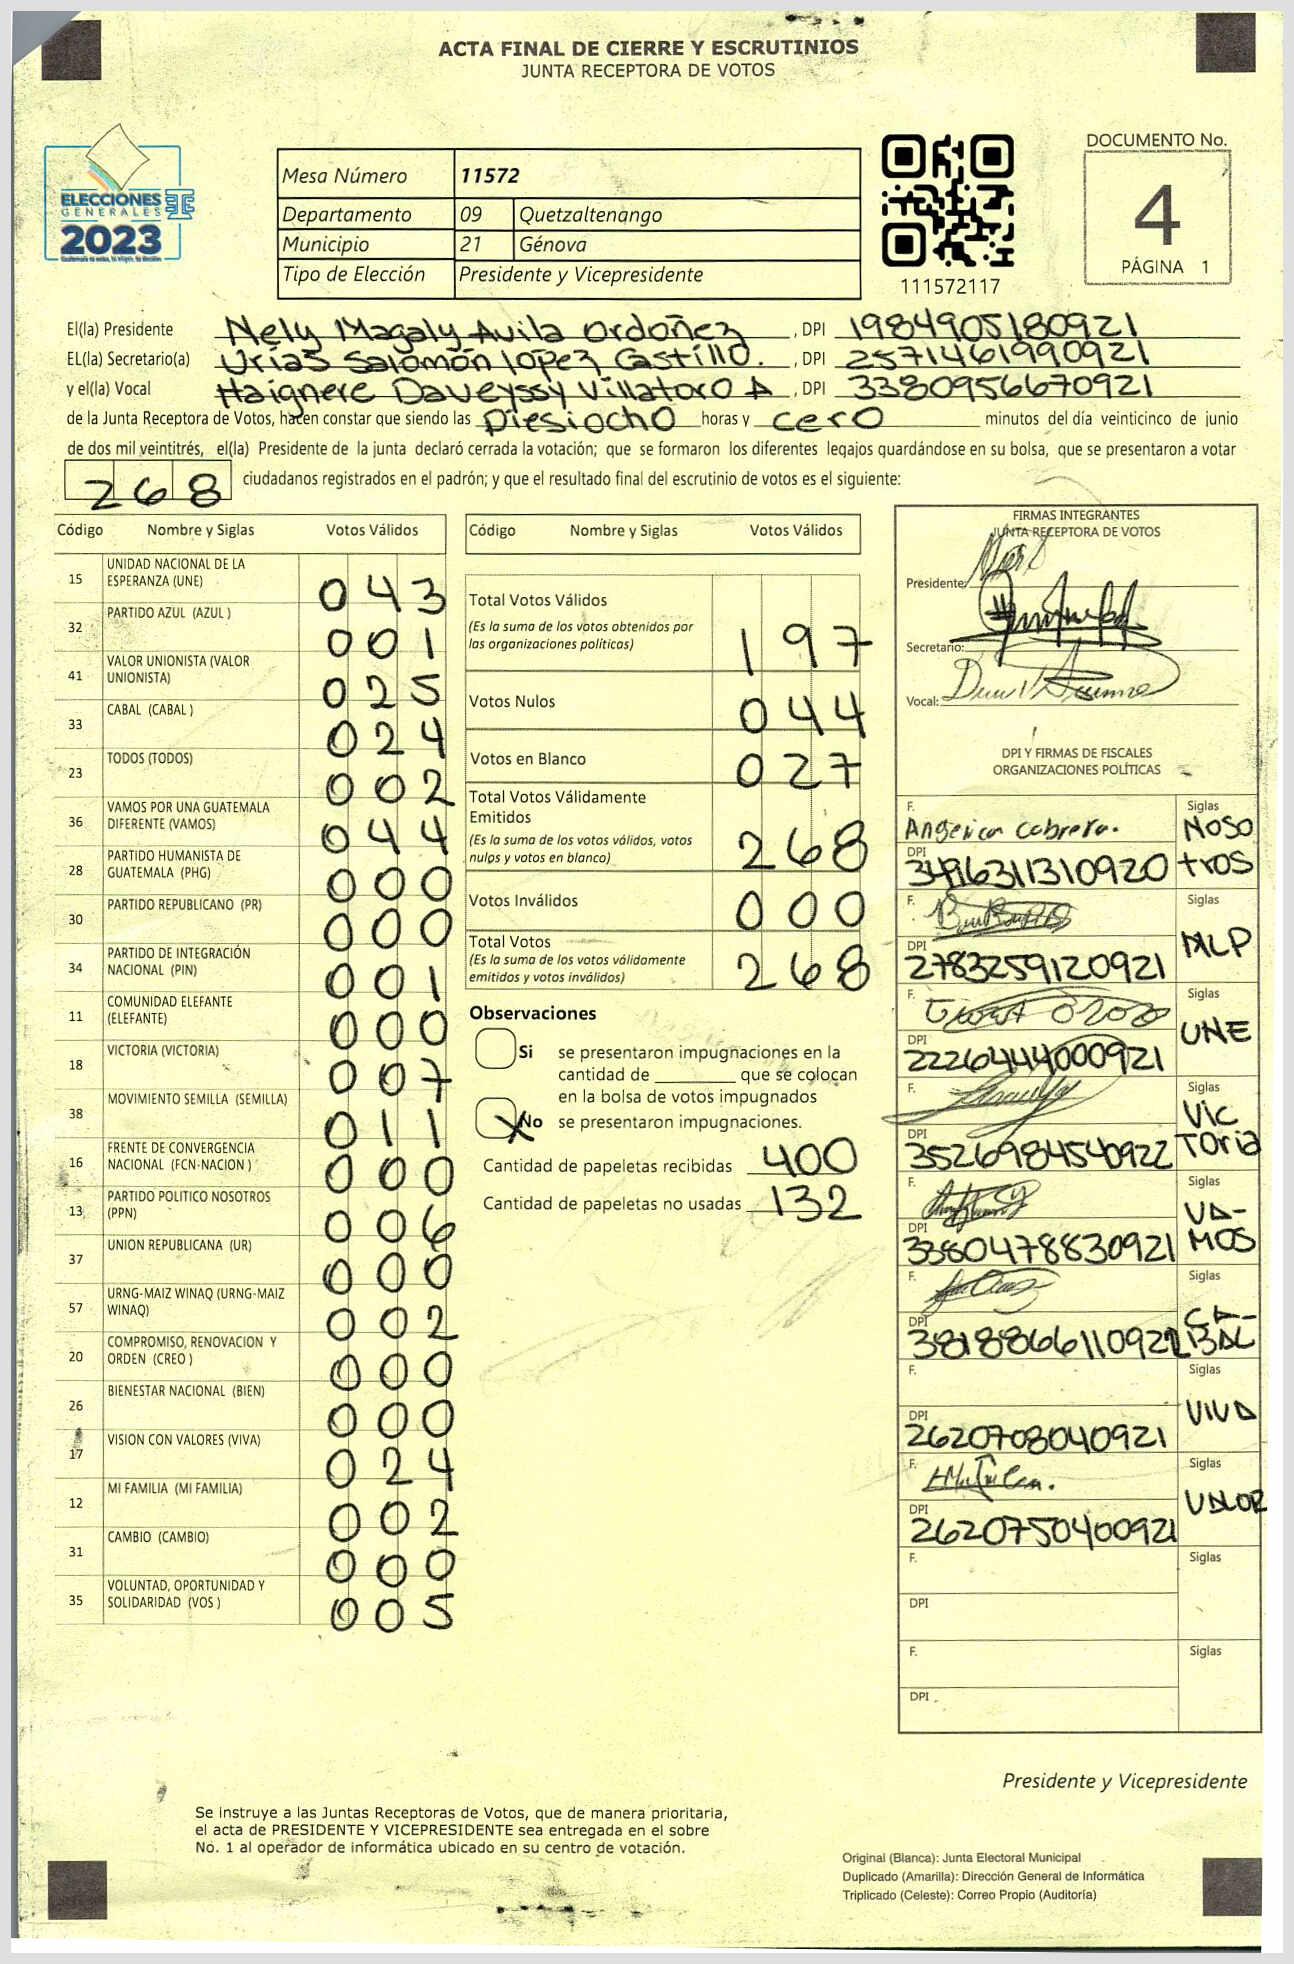 ACTA FINAL DE CIERRE Y ESCRUTINIOS
JUNTA RECEPTORA DE VOTOS
ELECCIONES
GENERALES
2023
Mesa Número 11572
Departamento 09 Quetzaltenango
Municipio 21 Génova
Tipo de Elección Presidente y Vicepresidente
111572117
DOCUMENTO No.
4
PÁGINA 1
El(la) Presidente Nely Magaly Avila Ordoñez, DPI 1984905180921
EL(la) Secretario(a) Urías Salomón López Castillo., DPI 2571461990921
y el(la) Vocal Haignere Daveyssy Villatoro A, DPI 3380956670921
de la Junta Receptora de Votos, hacen constar que siendo las Diesiocho horas y cero minutos del día veinticinco de junio
de dos mil veintitrés, el(la) Presidente de la junta declaró cerrada la votación; que se formaron los diferentes legajos guardándose en su bolsa, que se presentaron a votar
268 ciudadanos registrados en el padrón; y que el resultado final del escrutinio de votos es el siguiente:
Código Nombre y Siglas Votos Válidos
15 UNIDAD NACIONAL DE LA ESPERANZA (UNE) 043
32 PARTIDO AZUL (AZUL ) 001
41 VALOR UNIONISTA (VALOR UNIONISTA) 025
33 CABAL (CABAL ) 024
23 TODOS (TODOS) 002
36 VAMOS POR UNA GUATEMALA DIFERENTE (VAMOS) 044
28 PARTIDO HUMANISTA DE GUATEMALA (PHG) 000
30 PARTIDO REPUBLICANO (PR) 000
34 PARTIDO DE INTEGRACIÓN NACIONAL (PIN) 001
11 COMUNIDAD ELEFANTE (ELEFANTE) 000
18 VICTORIA (VICTORIA) 007
38 MOVIMIENTO SEMILLA (SEMILLA) 011
16 FRENTE DE CONVERGENCIA NACIONAL (FCN-NACION ) 000
13 PARTIDO POLITICO NOSOTROS (PPN) 006
37 UNION REPUBLICANA (UR) 000
57 URNG-MAIZ WINAQ (URNG-MAIZ WINAQ) 002
20 COMPROMISO, RENOVACION Y ORDEN (CREO ) 000
26 BIENESTAR NACIONAL (BIEN) 000
17 VISION CON VALORES (VIVA) 024
12 MI FAMILIA (MI FAMILIA) 002
31 CAMBIO (CAMBIO) 000
35 VOLUNTAD, OPORTUNIDAD Y SOLIDARIDAD (VOS ) 005
Código Nombre y Siglas Votos Válidos
Total Votos Válidos
(Es la suma de los votos obtenidos por
las organizaciones políticas) 197
Votos Nulos 044
Votos en Blanco 027
Total Votos Válidamente
Emitidos
(Es la suma de los votos válidos, votos
nulos y votos en blanco) 268
Votos Inválidos 000
Total Votos
(Es la suma de los votos válidamente
emitidos y votos inválidos) 268
Observaciones
Si se presentaron impugnaciones en la
cantidad de ________ que se colocan
en la bolsa de votos impugnados
X No se presentaron impugnaciones.
Cantidad de papeletas recibidas 400
Cantidad de papeletas no usadas 132
FIRMAS INTEGRANTES
JUNTA RECEPTORA DE VOTOS
Presidente:
Secretario:
Vocal:
DPI Y FIRMAS DE FISCALES
ORGANIZACIONES POLÍTICAS
F. Angerica Cabrera. Siglas NOSOtros
DPI 3496311310920
F. Siglas MLP
DPI 2783259120921
F. Siglas UNE
DPI 2226444000921
F. Siglas VicToria
DPI 3526984540922
F. Siglas VA-MOS
DPI 3380478830921
F. Siglas CA-BAL
DPI 3818866110921
F. Siglas VIVA
DPI 2620708040921
F. Siglas VALOR
DPI 2620750400921
F. Siglas
DPI
F. Siglas
DPI
Presidente y Vicepresidente
Se instruye a las Juntas Receptoras de Votos, que de manera prioritaria,
el acta de PRESIDENTE Y VICEPRESIDENTE sea entregada en el sobre
No. 1 al operador de informática ubicado en su centro de votación.
Original (Blanca): Junta Electoral Municipal
Duplicado (Amarilla): Dirección General de Informática
Triplicado (Celeste): Correo Propio (Auditoría)